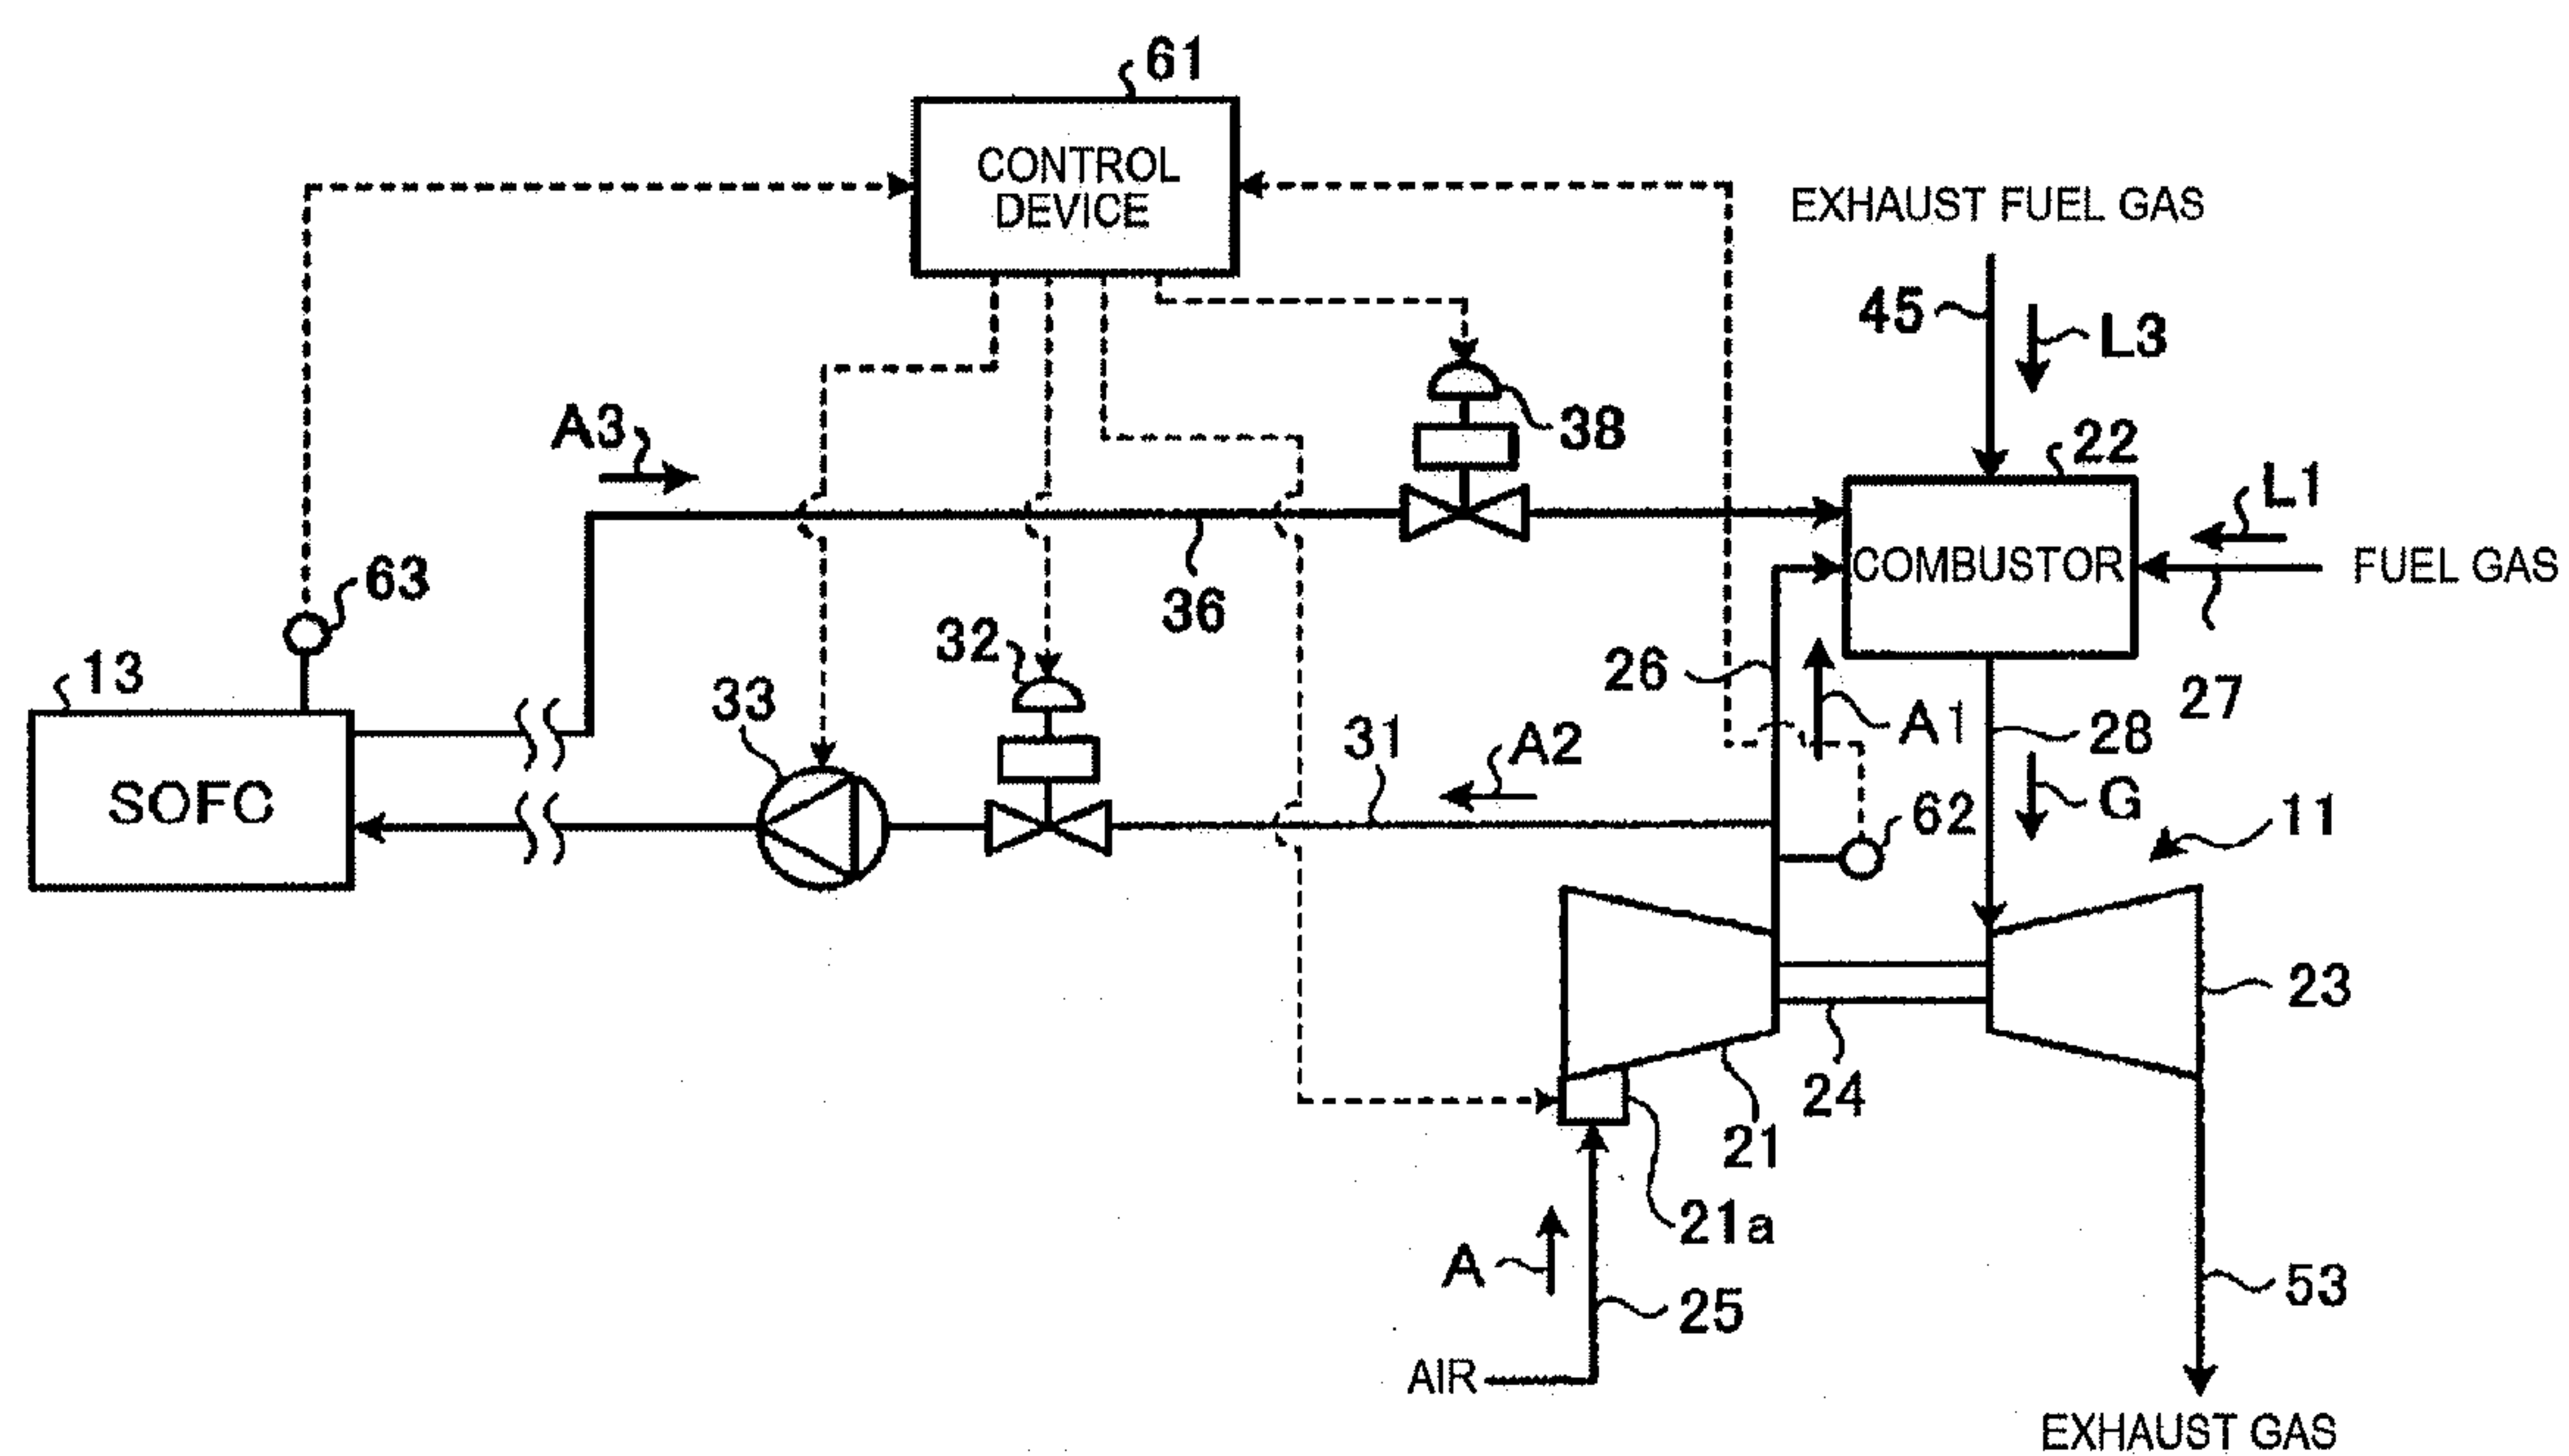 61
CONTROL
DEVICE
EXHAUST FUEL GAS
45
L3
A3
38
22
L1
COMBUSTOR
FUEL GAS
63
36
32
26
27
13
33
31
A2
A1
28
SOFC
G
62
11
23
24
21
21a
A
25
53
AIR
EXHAUST GAS